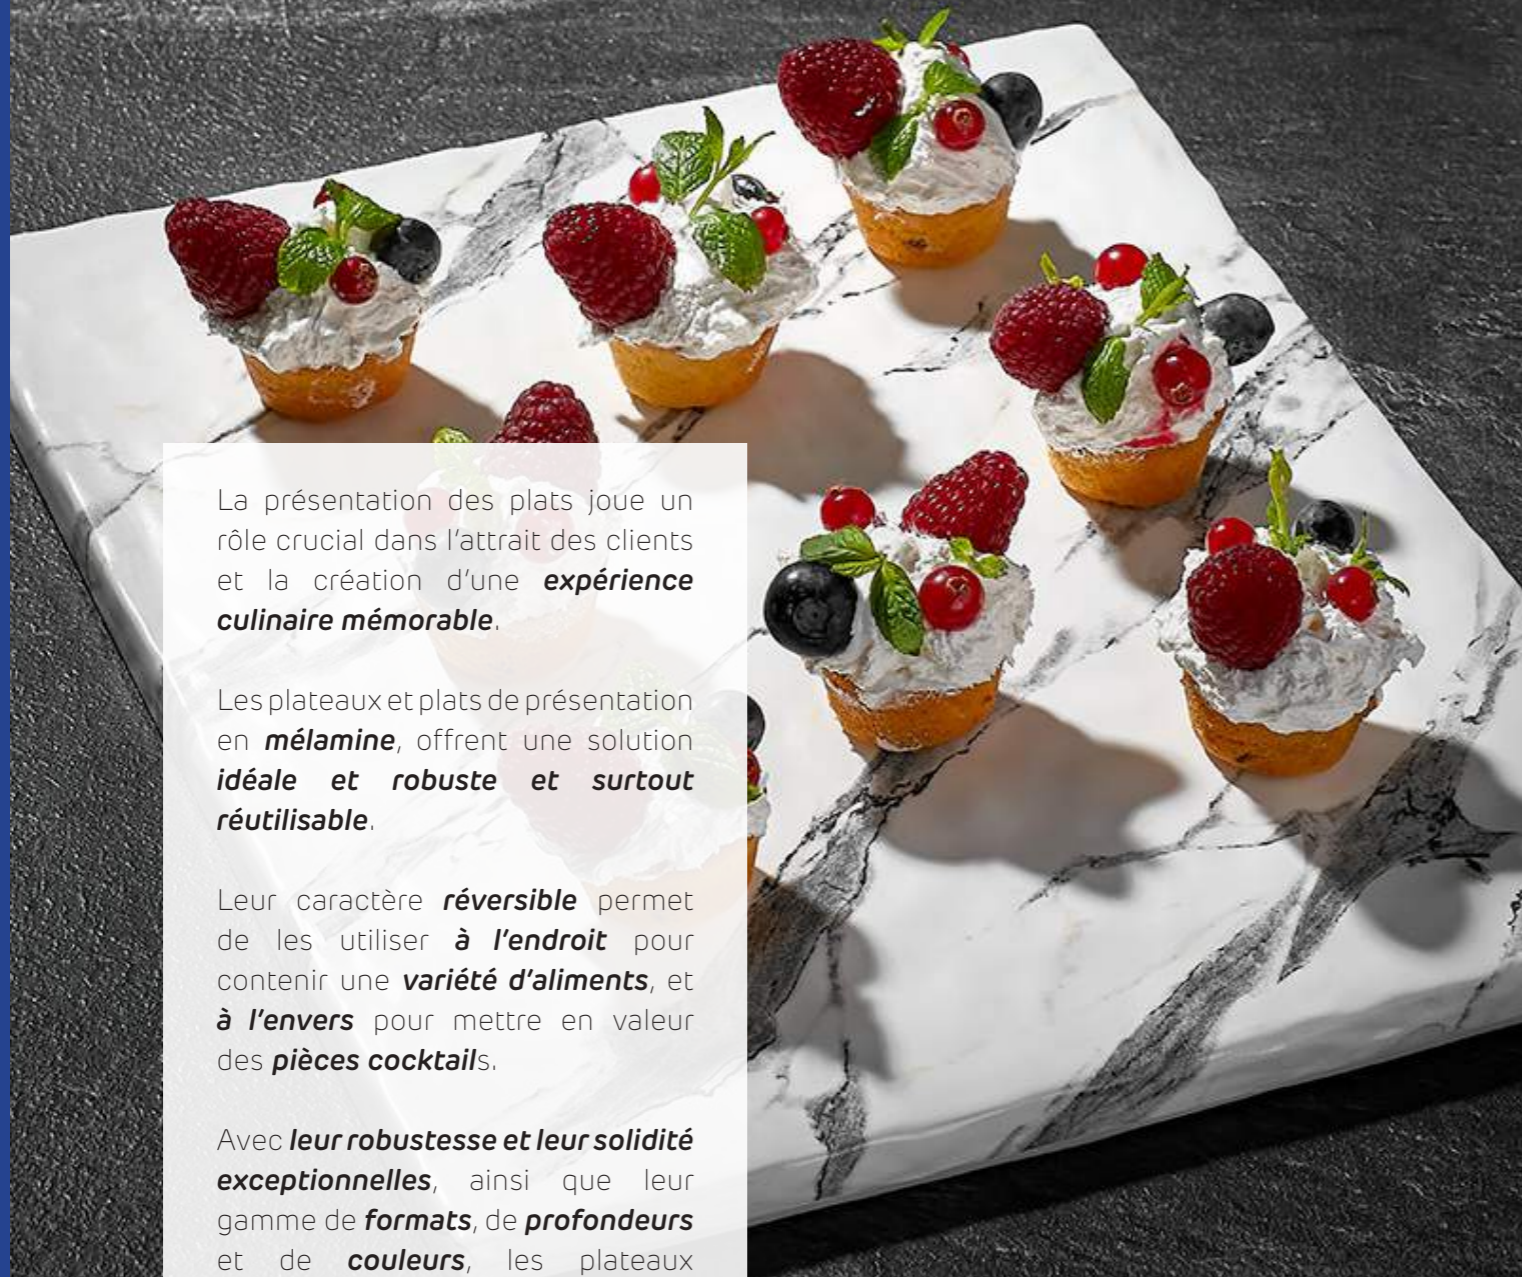 La présentation des plats joue un
rôle crucial dans l'attrait des clients
et la création d'une expérience
culinaire mémorable.
Les plateaux et plats de présentation
en mélamine, offrent une solution
idéale et robuste et surtout
réutilisable.
Leur caractère réversible permet
de les utiliser à l'endroit pour
contenir une variété d'aliments, et
à l'envers pour mettre en valeur
des pièces cocktails.
Avec leur robustesse et leur solidité
exceptionnelles, ainsi que leur
gamme de formats, de profondeurs
et de couleurs, les plateaux